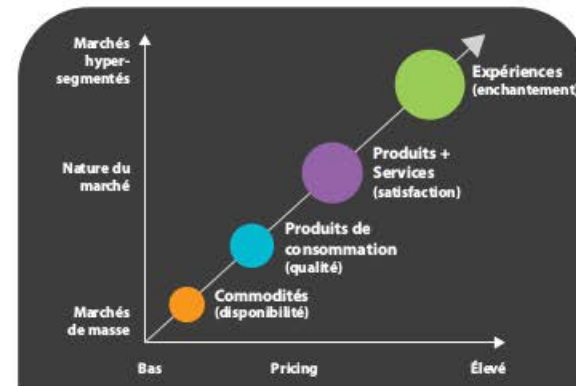 Marchés
hyper-
segmentés
Expériences
(enchantement)
Nature du
marché
Produits +
Services
(satisfaction)
Produits de
consommation
(qualité)
Commodités
(disponibilité)
Marchés
de masse
Bas Pricing Élevé